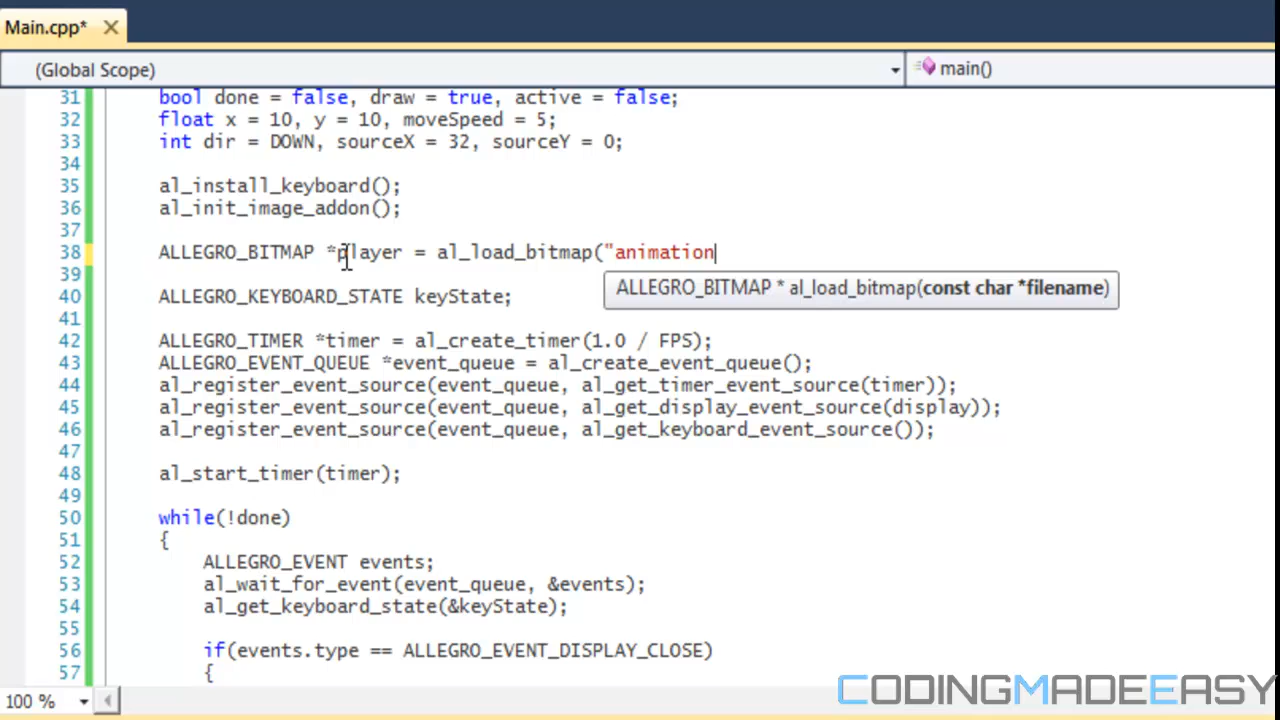 Main.cpp*
(Global Scope) main()
31 bool done = false, draw = true, active = false;
32 float x = 10, y = 10, moveSpeed = 5;
33 int dir = DOWN, sourceX = 32, sourceY = 0;
34
35 al_install_keyboard();
36 al_init_image_addon();
37
38 ALLEGRO_BITMAP *player = al_load_bitmap("animation
39
ALLEGRO_BITMAP * al_load_bitmap(const char *filename)
40 ALLEGRO_KEYBOARD_STATE keyState;
41
42 ALLEGRO_TIMER *timer = al_create_timer(1.0 / FPS);
43 ALLEGRO_EVENT_QUEUE *event_queue = al_create_event_queue();
44 al_register_event_source(event_queue, al_get_timer_event_source(timer));
45 al_register_event_source(event_queue, al_get_display_event_source(display));
46 al_register_event_source(event_queue, al_get_keyboard_event_source());
47
48 al_start_timer(timer);
49
50 while(!done)
51 {
52 ALLEGRO_EVENT events;
53 al_wait_for_event(event_queue, &events);
54 al_get_keyboard_state(&keyState);
55
56 if(events.type == ALLEGRO_EVENT_DISPLAY_CLOSE)
57 {
100 %
CODINGMADEEASY